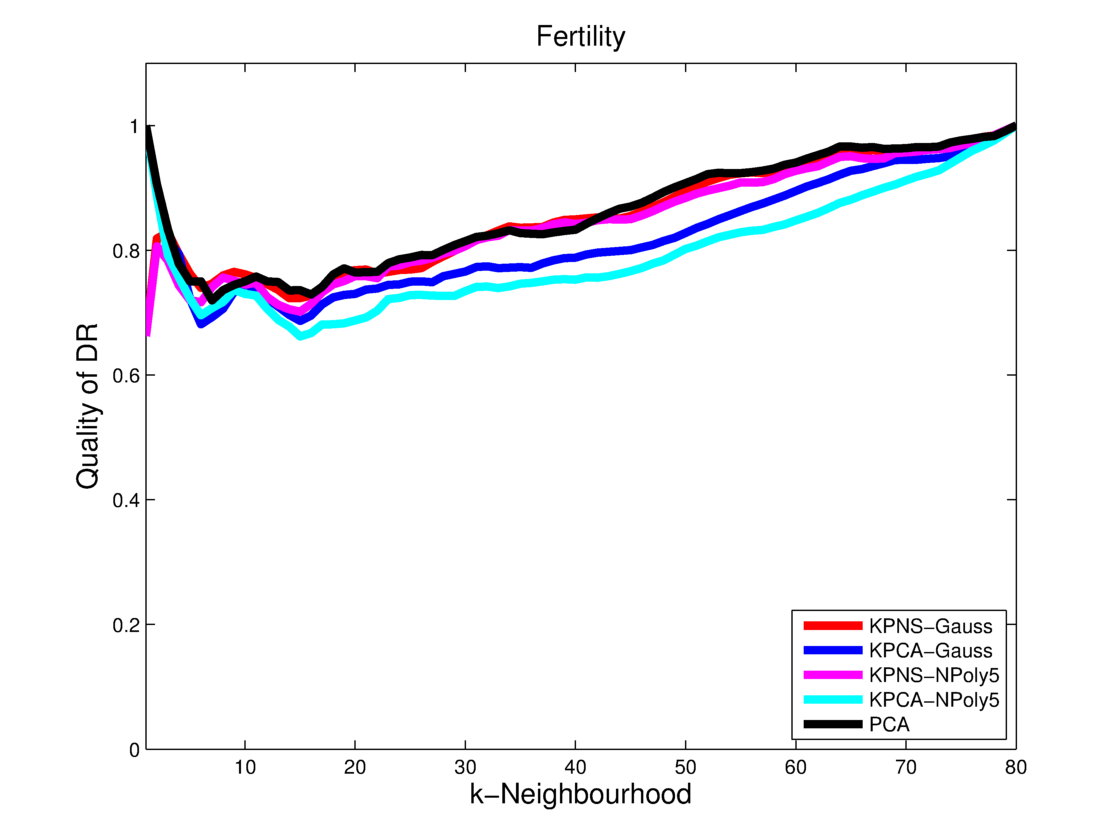 Fertility
Quality of DR
1
0.8
0.6
0.4
0.2
0
10 20 30 40 50 60 70 80
k−Neighbourhood
KPNS−Gauss
KPCA−Gauss
KPNS−NPoly5
KPCA−NPoly5
PCA